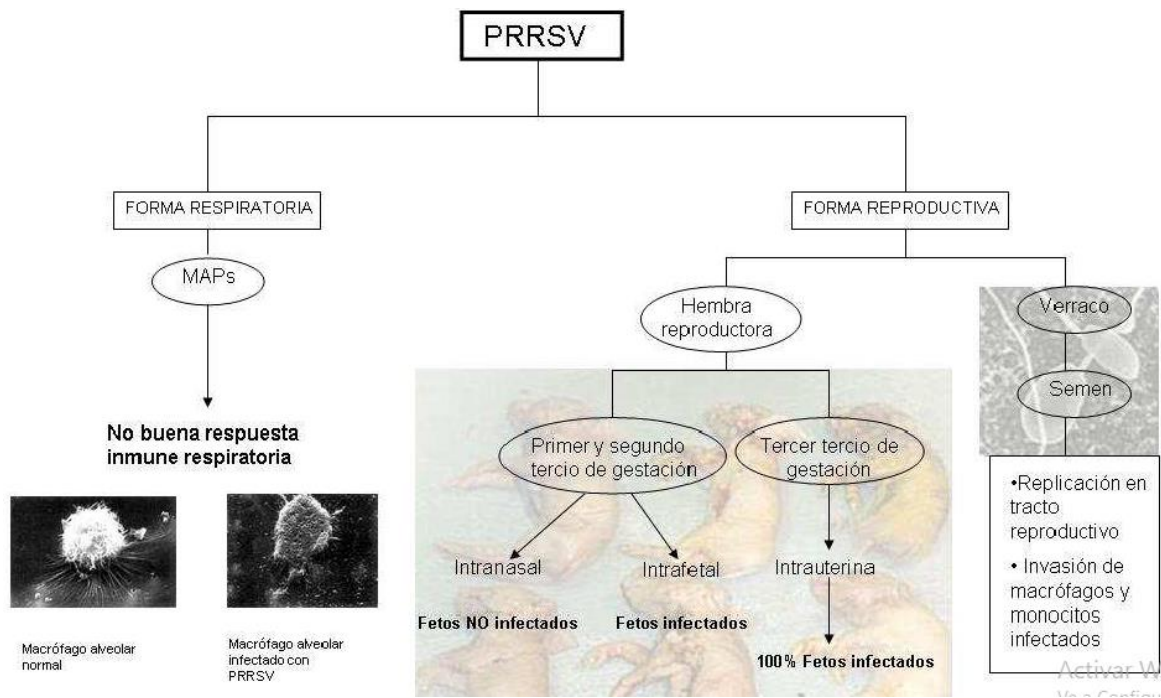 PRRSV
FORMA RESPIRATORIA
MAPs
No buena respuesta
inmune respiratoria
Macrófago alveolar
normal
Macrófago alveolar
infectado con
PRRSV
FORMA REPRODUCTIVA
Hembra
reproductora
Primer y segundo
tercio de gestación
Intranasal
Fetos NO infectados
Intrafetal
Fetos infectados
Tercer tercio de
gestación
Intrauterina
100% Fetos infectados
Verraco
Semen
•Replicación en
tracto
reproductivo
• Invasión de
macrófagos y
monocitos
infectados
Activar W